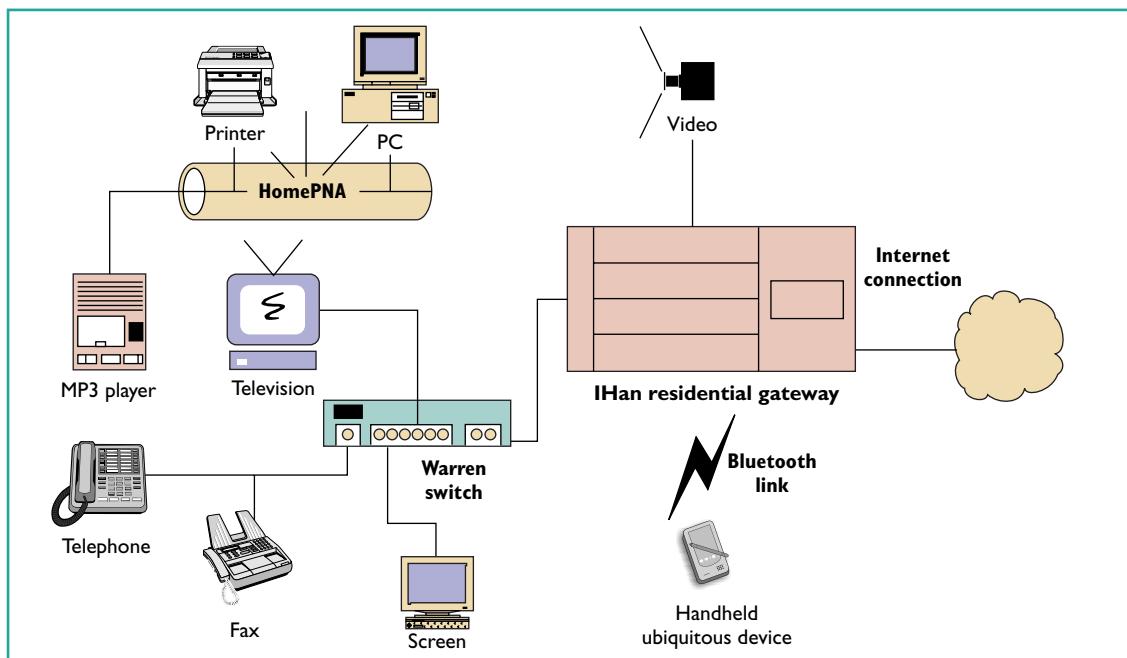 Printer
PC
Video
HomePNA
Internet
connection
MP3 player
Television
IHan residential gateway
Warren
switch
Bluetooth
link
Telephone
Fax
Screen
Handheld
ubiquitous device